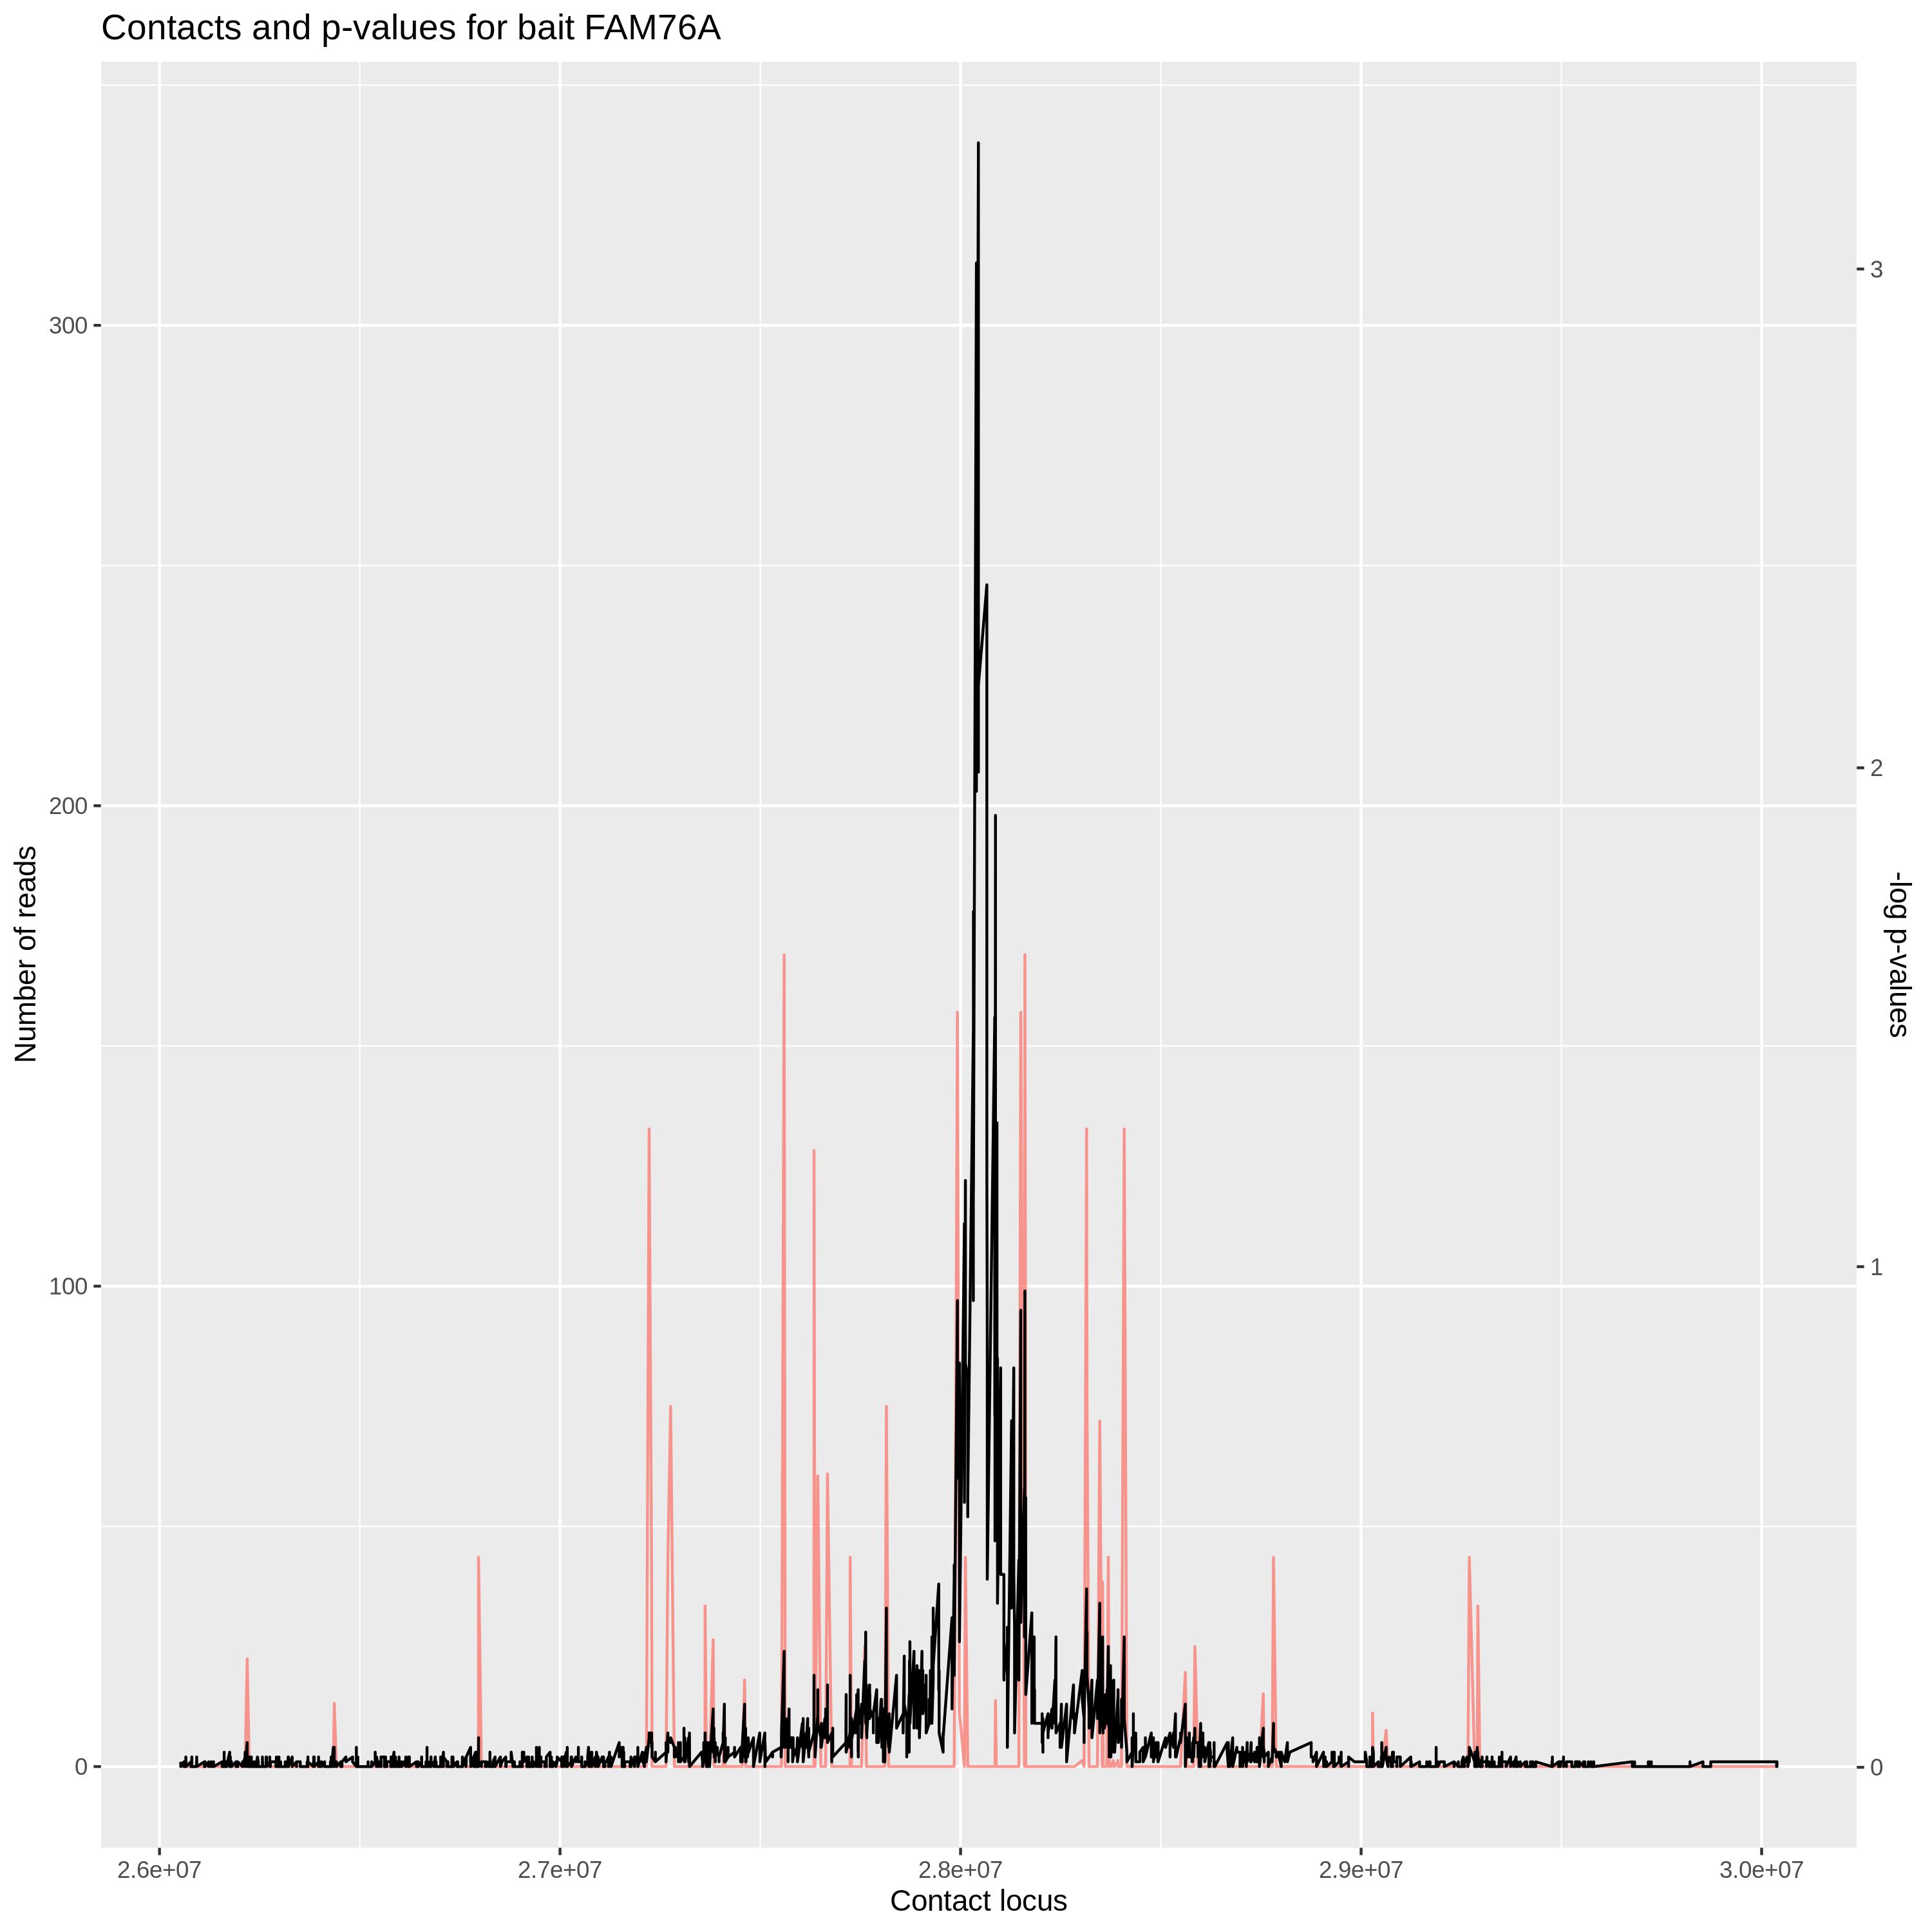 Contacts and p-values for bait FAM76A
Number of reads
300
200
100
0
3
2
1
0
-log p-values
2.6e+07
2.7e+07
2.8e+07
2.9e+07
3.0e+07
Contact locus